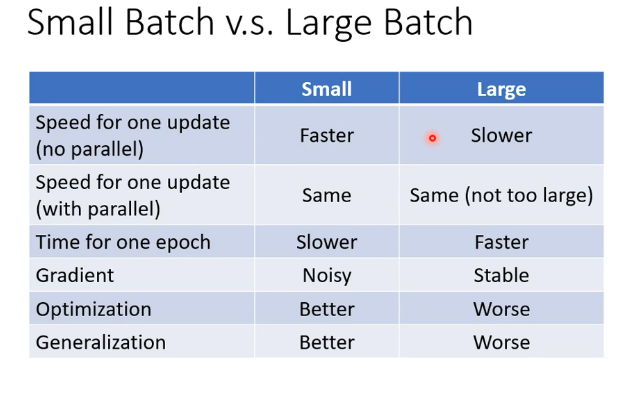 Small Batch v.s. Large Batch
Small Large
Speed for one update
(no parallel) Faster Slower
Speed for one update
(with parallel) Same Same (not too large)
Time for one epoch Slower Faster
Gradient Noisy Stable
Optimization Better Worse
Generalization Better Worse